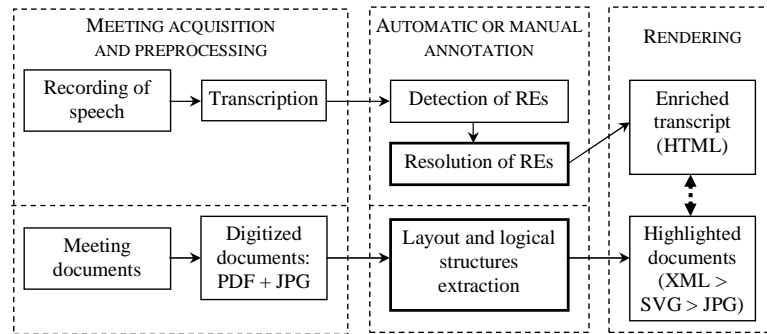 MEETING ACQUISITION
AND PREPROCESSING
AUTOMATIC OR MANUAL
ANNOTATION
RENDERING
Recording of
speech
Transcription
Detection of REs
Resolution of REs
Enriched
transcript
(HTML)
Meeting
documents
Digitized
documents:
PDF + JPG
Layout and logical
structures
extraction
Highlighted
documents
(XML >
SVG > JPG)